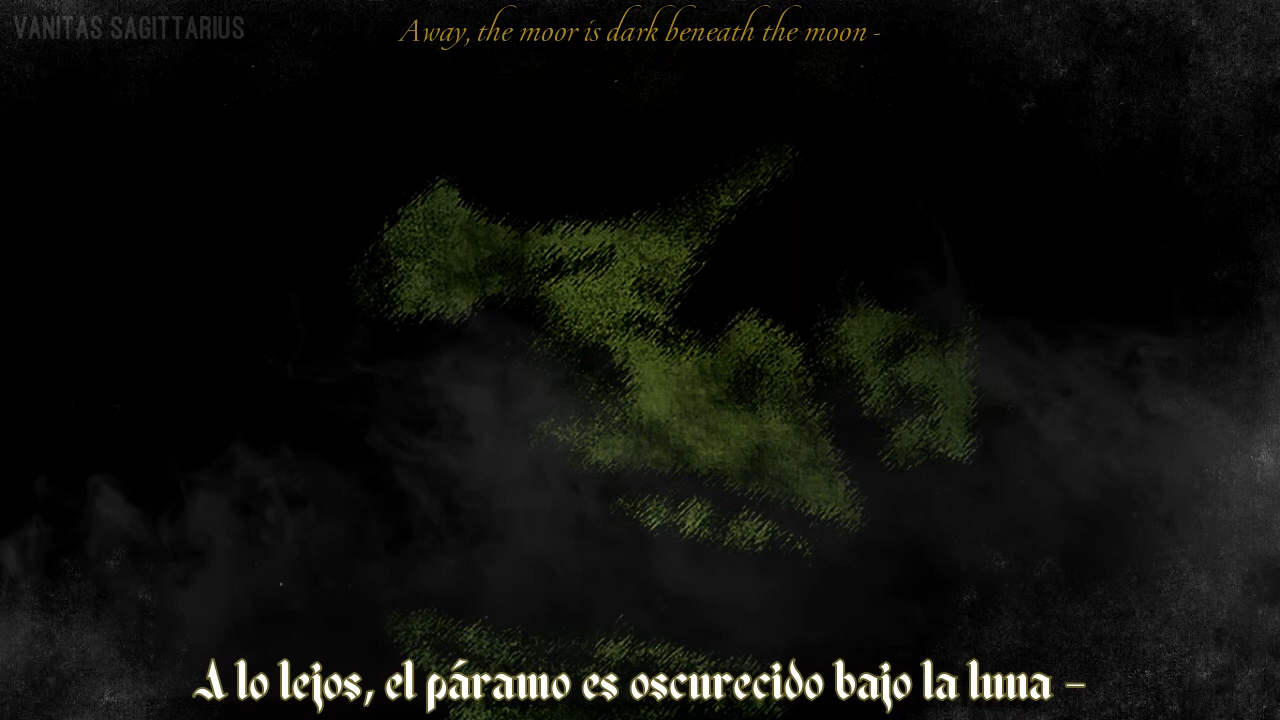 VANITAS SAGITTARIUS
Away, the moor is dark beneath the moon -
A lo lejos, el páramo es oscurecido bajo la luna -